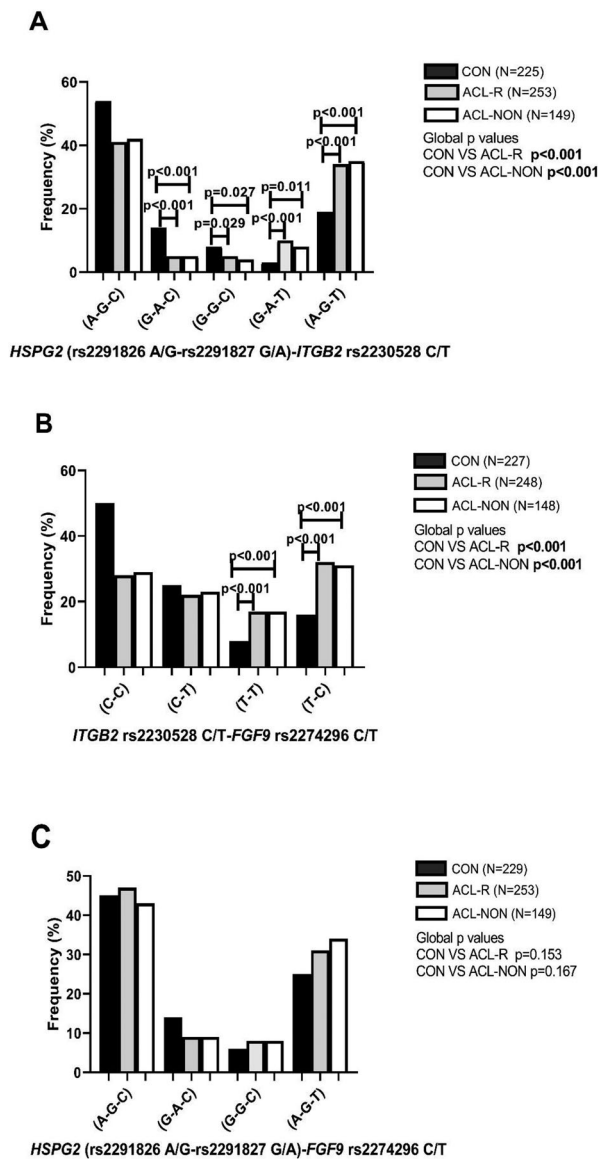 A
CON (N=225)
ACL-R (N=253)
ACL-NON (N=149)
Global p values
CON VS ACL-R p<0.001
CON VS ACL-NON p<0.001
Frequency (%)
60
40
20
0
p<0.001
p<0.001
p=0.027
p=0.029
p=0.011
p<0.001
p<0.001
p<0.001
(A-G-C)
(G-A-C)
(G-G-C)
(G-A-T)
(A-G-T)
HSPG2 (rs2291826 A/G-rs2291827 G/A)-ITGB2 rs2230528 C/T
B
CON (N=227)
ACL-R (N=248)
ACL-NON (N=148)
Global p values
CON VS ACL-R p<0.001
CON VS ACL-NON p<0.001
Frequency (%)
60
40
20
0
p<0.001
p<0.001
p<0.001
p<0.001
(C-C)
(C-T)
(T-T)
(T-C)
ITGB2 rs2230528 C/T-FGF9 rs2274296 C/T
C
CON (N=229)
ACL-R (N=253)
ACL-NON (N=149)
Global p values
CON VS ACL-R p=0.153
CON VS ACL-NON p=0.167
Frequency (%)
50
40
30
20
10
0
(A-G-C)
(G-A-C)
(G-G-C)
(A-G-T)
HSPG2 (rs2291826 A/G-rs2291827 G/A)-FGF9 rs2274296 C/T